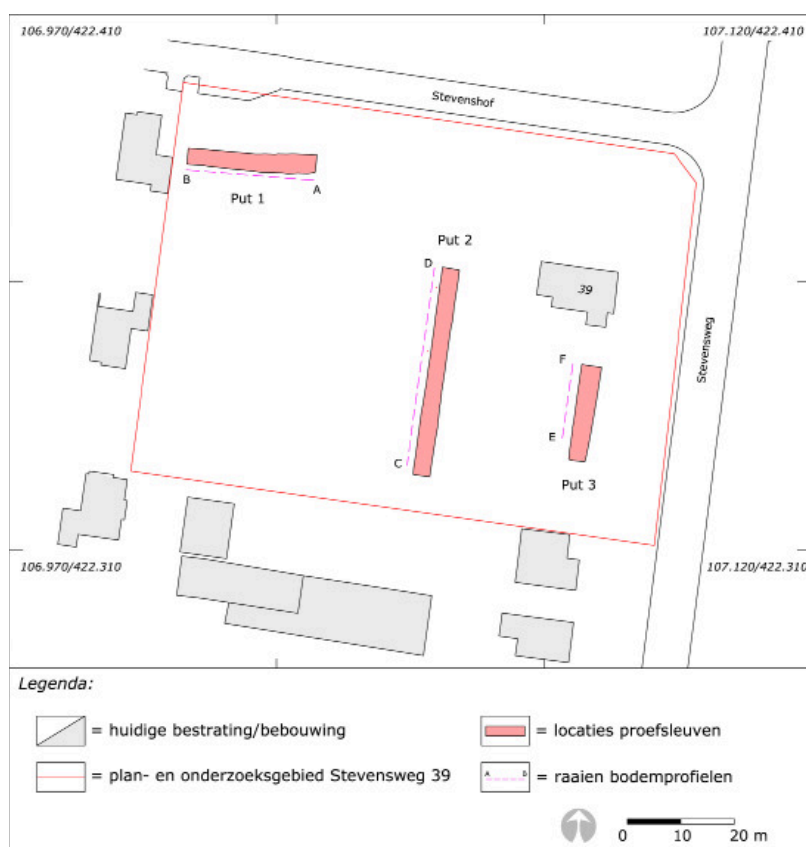 106.970/422.410
107.120/422.410
Stevenshof
B
A
Put 1
Put 2
D
39
Stevensweg
F
E
C
Put 3
106.970/422.310
107.120/422.310
Legenda:
= huidige bestrating/bebouwing
= locaties proefsleuven
= plan- en onderzoeksgebied Stevensweg 39
A B
= raaien bodemprofielen
0 10 20 m